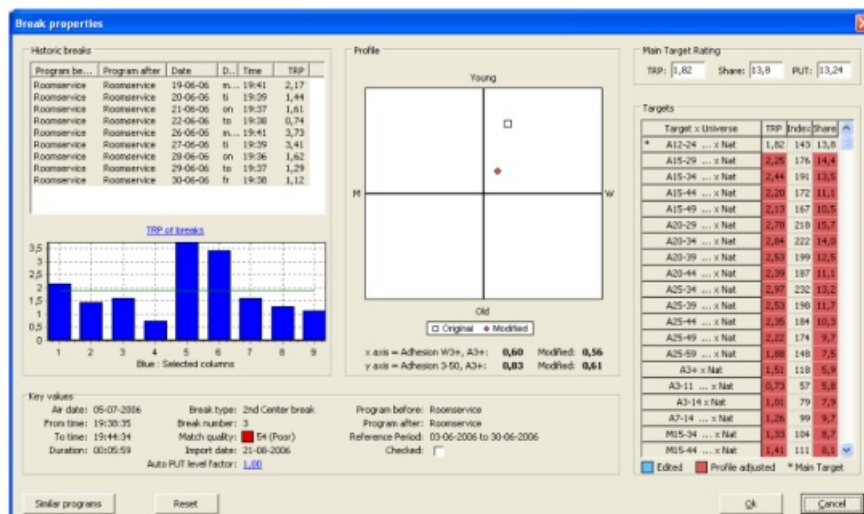 Break properties
Historic breaks
Program be... Program after Date D... Time TRP
Roomservice Roomservice 19-06-06 m... 19:41 2,17
Roomservice Roomservice 20-06-06 ti 19:39 1,44
Roomservice Roomservice 21-06-06 on 19:37 1,61
Roomservice Roomservice 22-06-06 to 19:38 0,74
Roomservice Roomservice 26-06-06 m... 19:41 3,73
Roomservice Roomservice 27-06-06 ti 19:39 3,41
Roomservice Roomservice 28-06-06 on 19:36 1,62
Roomservice Roomservice 29-06-06 to 19:37 1,29
Roomservice Roomservice 30-06-06 fr 19:38 1,12
TRP of breaks
3,5
3
2,5
2
1,5
1
0,5
0
1 2 3 4 5 6 7 8 9
Blue : Selected columns
Profile
Young
M W
Old
Original Modified
x axis = Adhesion W3+, A3+: 0,60 Modified: 0,56
y axis = Adhesion 3-50, A3+: 0,83 Modified: 0,61
Main Target Rating
TRP: 1,82 Share: 13,8 PUT: 13,24
Targets
Target x Universe TRP Index Share
* A12-24 ... x Nat 1,82 143 13,8
A15-29 ... x Nat 2,25 176 14,4
A15-34 ... x Nat 2,44 191 13,5
A15-44 ... x Nat 2,20 172 11,1
A15-49 ... x Nat 2,13 167 10,5
A20-29 ... x Nat 2,78 218 15,7
A20-34 ... x Nat 2,84 222 14,0
A20-39 ... x Nat 2,53 199 12,5
A20-44 ... x Nat 2,39 187 11,1
A25-34 ... x Nat 2,97 232 13,2
A25-39 ... x Nat 2,53 198 11,7
A25-44 ... x Nat 2,35 184 10,3
A25-49 ... x Nat 2,22 174 9,7
A25-59 ... x Nat 1,88 148 7,5
A3+ x Nat 1,51 118 5,9
A3-11 ... x Nat 0,73 57 5,8
A3-14 x Nat 1,01 79 7,9
A7-14 ... x Nat 1,26 99 9,7
M15-34 ... x Nat 1,33 104 8,7
M15-44 ... x Nat 1,41 111 8,1
Edited Profile adjusted * Main Target
Key values
Air date: 05-07-2006 Break type: 2nd Center break Program before: Roomservice
From time: 19:38:35 Break number: 3 Program after: Roomservice
To time: 19:44:34 Match quality: 54 (Poor) Reference Period: 03-06-2006 to 30-06-2006
Duration: 00:05:59 Import date: 21-08-2006 Checked:
Auto PUT level factor: 1.00
Similar programs Reset Ok Cancel